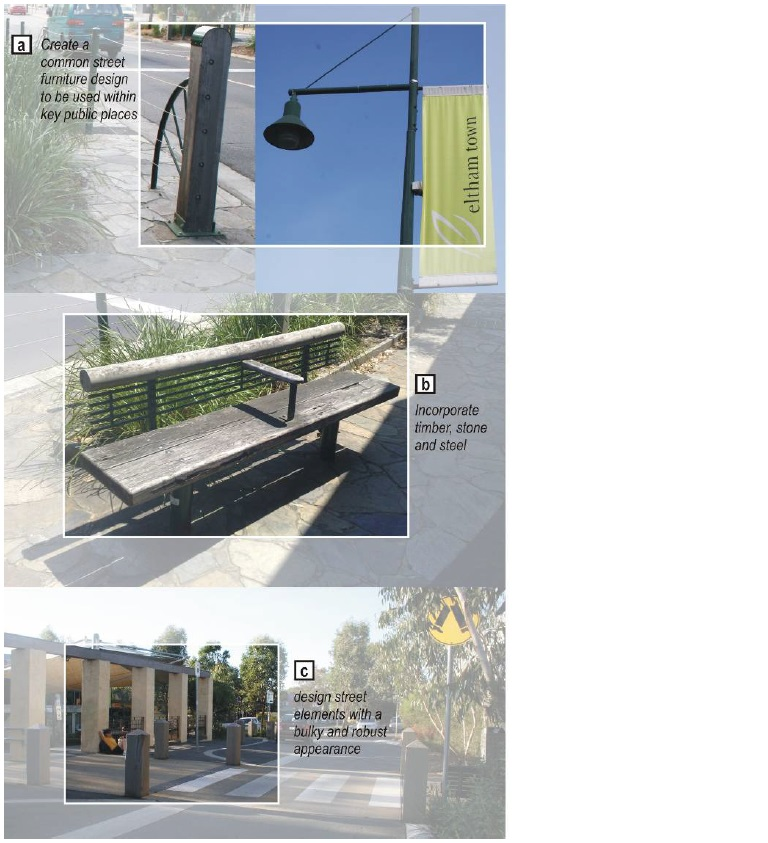 a
Create a
common street
furniture design
to be used within
key public places
eltham town
b
Incorporate
timber, stone
and steel
c
design street
elements with a
bulky and robust
appearance